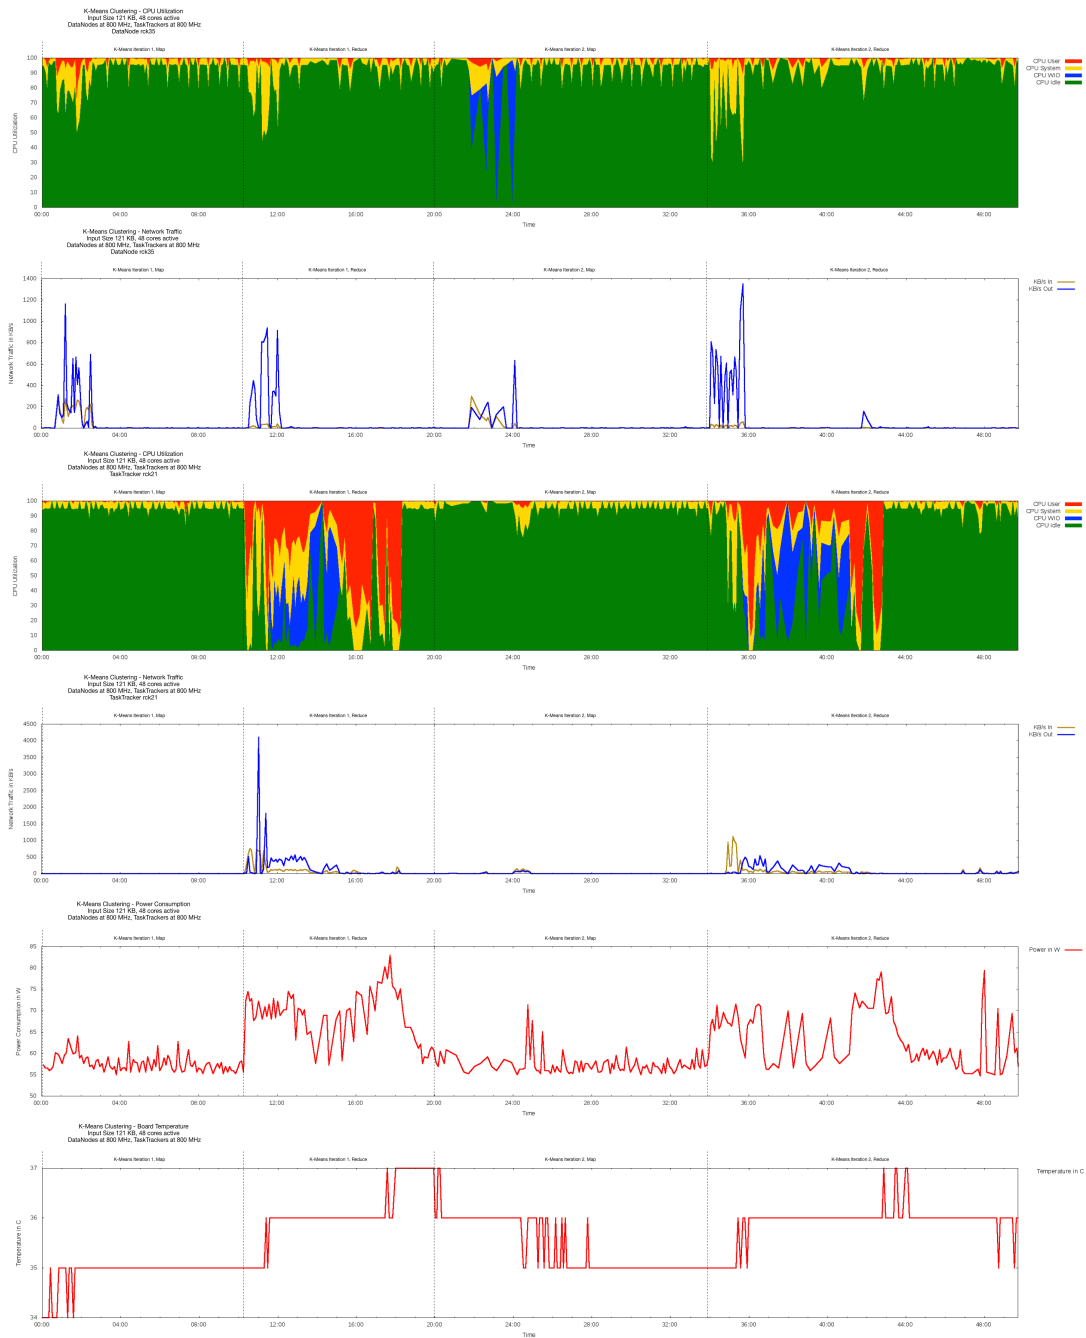 K-Means Clustering - CPU Utilization
Input Size 121 KB, 48 cores active
DataNodes at 800 MHz, TaskTrackers at 800 MHz
DataNode rck35
K-Means Iteration 1, Map
K-Means Iteration 1, Reduce
K-Means Iteration 2, Map
K-Means Iteration 2, Reduce
CPU User
CPU System
CPU WIO
CPU Idle
CPU Utilization
100
90
80
70
60
50
40
30
20
10
0
00:00 04:00 08:00 12:00 16:00 20:00 24:00 28:00 32:00 36:00 40:00 44:00 48:00
Time
K-Means Clustering - Network Traffic
Input Size 121 KB, 48 cores active
DataNodes at 800 MHz, TaskTrackers at 800 MHz
DataNode rck35
K-Means Iteration 1, Map
K-Means Iteration 1, Reduce
K-Means Iteration 2, Map
K-Means Iteration 2, Reduce
KB/s In
KB/s Out
Network Traffic in KB/s
1400
1200
1000
800
600
400
200
0
00:00 04:00 08:00 12:00 16:00 20:00 24:00 28:00 32:00 36:00 40:00 44:00 48:00
Time
K-Means Clustering - CPU Utilization
Input Size 121 KB, 48 cores active
DataNodes at 800 MHz, TaskTrackers at 800 MHz
TaskTracker rck21
K-Means Iteration 1, Map
K-Means Iteration 1, Reduce
K-Means Iteration 2, Map
K-Means Iteration 2, Reduce
CPU User
CPU System
CPU WIO
CPU Idle
CPU Utilization
100
90
80
70
60
50
40
30
20
10
0
00:00 04:00 08:00 12:00 16:00 20:00 24:00 28:00 32:00 36:00 40:00 44:00 48:00
Time
K-Means Clustering - Network Traffic
Input Size 121 KB, 48 cores active
DataNodes at 800 MHz, TaskTrackers at 800 MHz
TaskTracker rck21
K-Means Iteration 1, Map
K-Means Iteration 1, Reduce
K-Means Iteration 2, Map
K-Means Iteration 2, Reduce
KB/s In
KB/s Out
Network Traffic in KB/s
4500
4000
3500
3000
2500
2000
1500
1000
500
0
00:00 04:00 08:00 12:00 16:00 20:00 24:00 28:00 32:00 36:00 40:00 44:00 48:00
Time
K-Means Clustering - Power Consumption
Input Size 121 KB, 48 cores active
DataNodes at 800 MHz, TaskTrackers at 800 MHz
K-Means Iteration 1, Map
K-Means Iteration 1, Reduce
K-Means Iteration 2, Map
K-Means Iteration 2, Reduce
Power in W
Power Consumption in W
85
80
75
70
65
60
55
50
00:00 04:00 08:00 12:00 16:00 20:00 24:00 28:00 32:00 36:00 40:00 44:00 48:00
Time
K-Means Clustering - Board Temperature
Input Size 121 KB, 48 cores active
DataNodes at 800 MHz, TaskTrackers at 800 MHz
K-Means Iteration 1, Map
K-Means Iteration 1, Reduce
K-Means Iteration 2, Map
K-Means Iteration 2, Reduce
Temperature in C
Temperature in C
37
36
35
34
00:00 04:00 08:00 12:00 16:00 20:00 24:00 28:00 32:00 36:00 40:00 44:00 48:00
Time